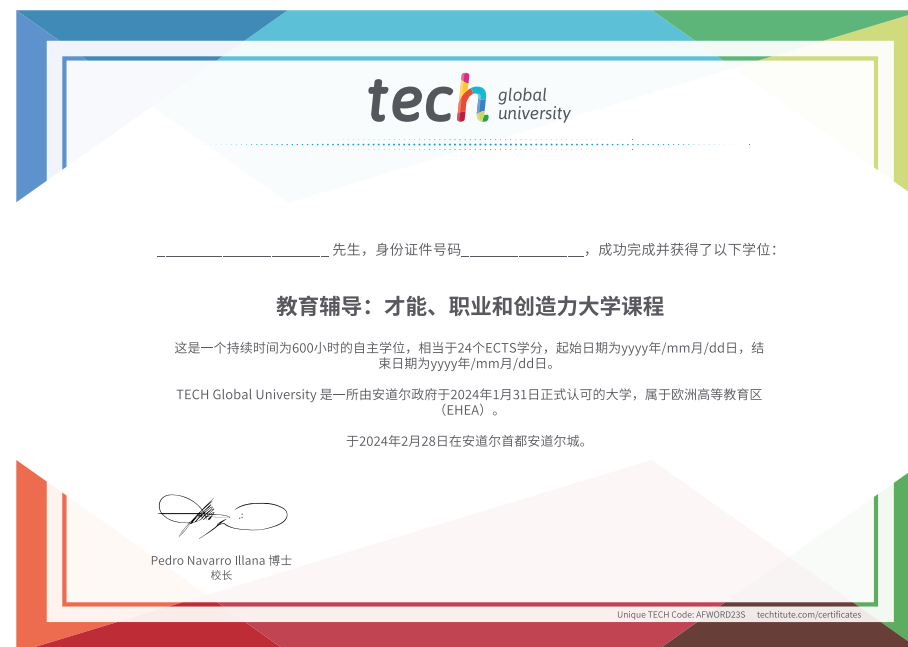 tech global
university
_____________________ 先生，身份证件号码_______________，成功完成并获得了以下学位：
教育辅导：才能、职业和创造力大学课程
这是一个持续时间为600小时的自主学位，相当于24个ECTS学分，起始日期为yyyy年/mm月/dd日，结
束日期为yyyy年/mm月/dd日。
TECH Global University 是一所由安道尔政府于2024年1月31日正式认可的大学，属于欧洲高等教育区
（EHEA）。
于2024年2月28日在安道尔首都安道尔城。
Pedro Navarro Illana 博士
校长
Unique TECH Code: AFWORD23S techtitute.com/certificates